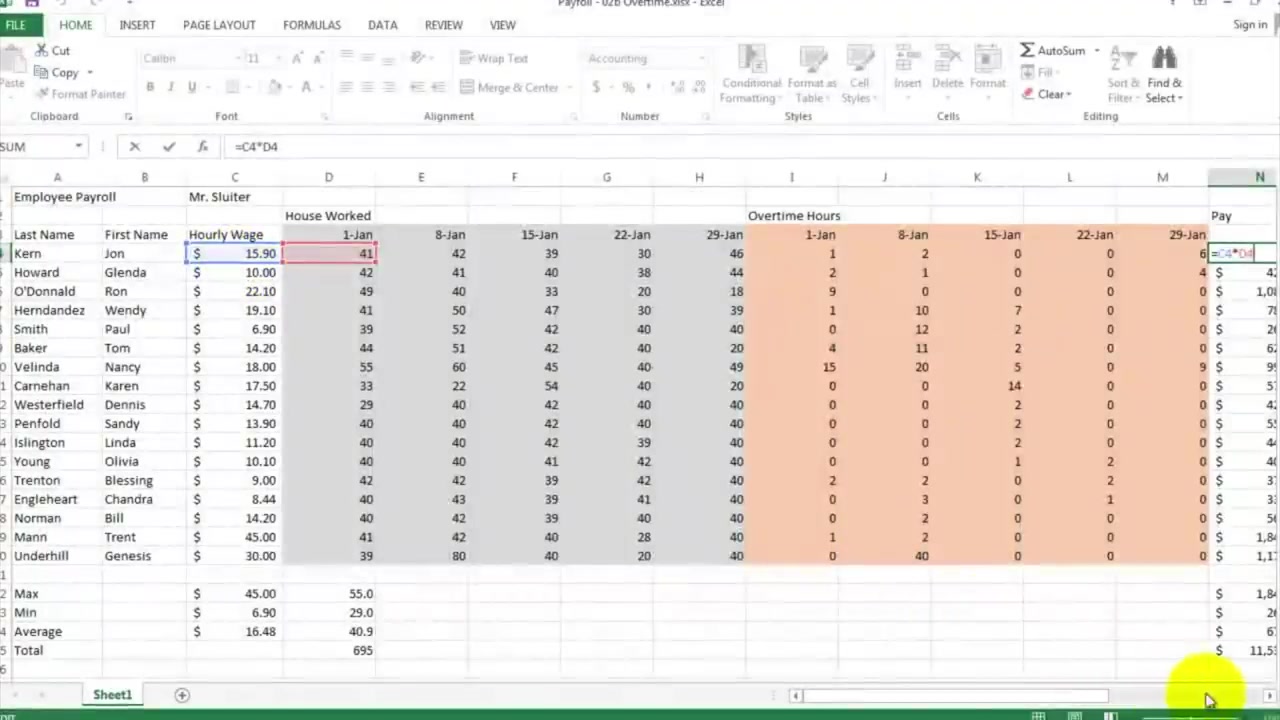 Payroll - 02b Overtime.xlsx - Excel
FILE HOME INSERT PAGE LAYOUT FORMULAS DATA REVIEW VIEW Sign in
Cut
Copy
Format Painter
Paste
Clipboard
Calibri 11
B I U
Font
Wrap Text
Merge & Center
Alignment
Accounting
$ % ,
Number
Conditional Formatting
Format as Table
Cell Styles
Styles
Insert Delete Format
Cells
AutoSum
Fill
Clear
Sort & Filter
Find & Select
Editing
SUM fx =C4*D4
A B C D E F G H I J K L M N
Employee Payroll Mr. Sluiter
House Worked Overtime Hours Pay
Last Name First Name Hourly Wage 1-Jan 8-Jan 15-Jan 22-Jan 29-Jan 1-Jan 8-Jan 15-Jan 22-Jan 29-Jan
Kern Jon $ 15.90 41 42 39 30 46 1 2 0 0 6 =C4*D4
Howard Glenda $ 10.00 42 41 40 38 44 2 1 0 0 4 $ 42
O'Donnald Ron $ 22.10 49 40 33 20 18 9 0 0 0 0 $ 1,08
Herndandez Wendy $ 19.10 41 50 47 30 39 1 10 7 0 0 $ 78
Smith Paul $ 6.90 39 52 42 40 40 0 12 2 0 0 $ 26
Baker Tom $ 14.20 44 51 42 40 20 4 11 2 0 0 $ 62
Velinda Nancy $ 18.00 55 60 45 40 49 15 20 5 0 9 $ 99
Carnehan Karen $ 17.50 33 22 54 40 20 0 0 14 0 0 $ 57
Westerfield Dennis $ 14.70 29 40 42 40 40 0 0 2 0 0 $ 42
Penfold Sandy $ 13.90 40 40 42 40 40 0 0 2 0 0 $ 55
Islington Linda $ 11.20 40 40 42 39 40 0 0 2 0 0 $ 44
Young Olivia $ 10.10 40 40 41 42 40 0 0 1 2 0 $ 40
Trenton Blessing $ 9.00 42 42 39 42 40 2 2 0 2 0 $ 37
Engleheart Chandra $ 8.44 40 43 39 41 40 0 3 0 1 0 $ 33
Norman Bill $ 14.20 40 42 39 40 40 0 2 0 0 0 $ 56
Mann Trent $ 45.00 41 42 40 28 40 1 2 0 0 0 $ 1,84
Underhill Genesis $ 30.00 39 80 40 20 40 0 40 0 0 0 $ 1,17
Max $ 45.00 55.0 $ 1,84
Min $ 6.90 29.0 $ 26
Average $ 16.48 40.9 $ 67
Total 695 $ 11,53
Sheet1